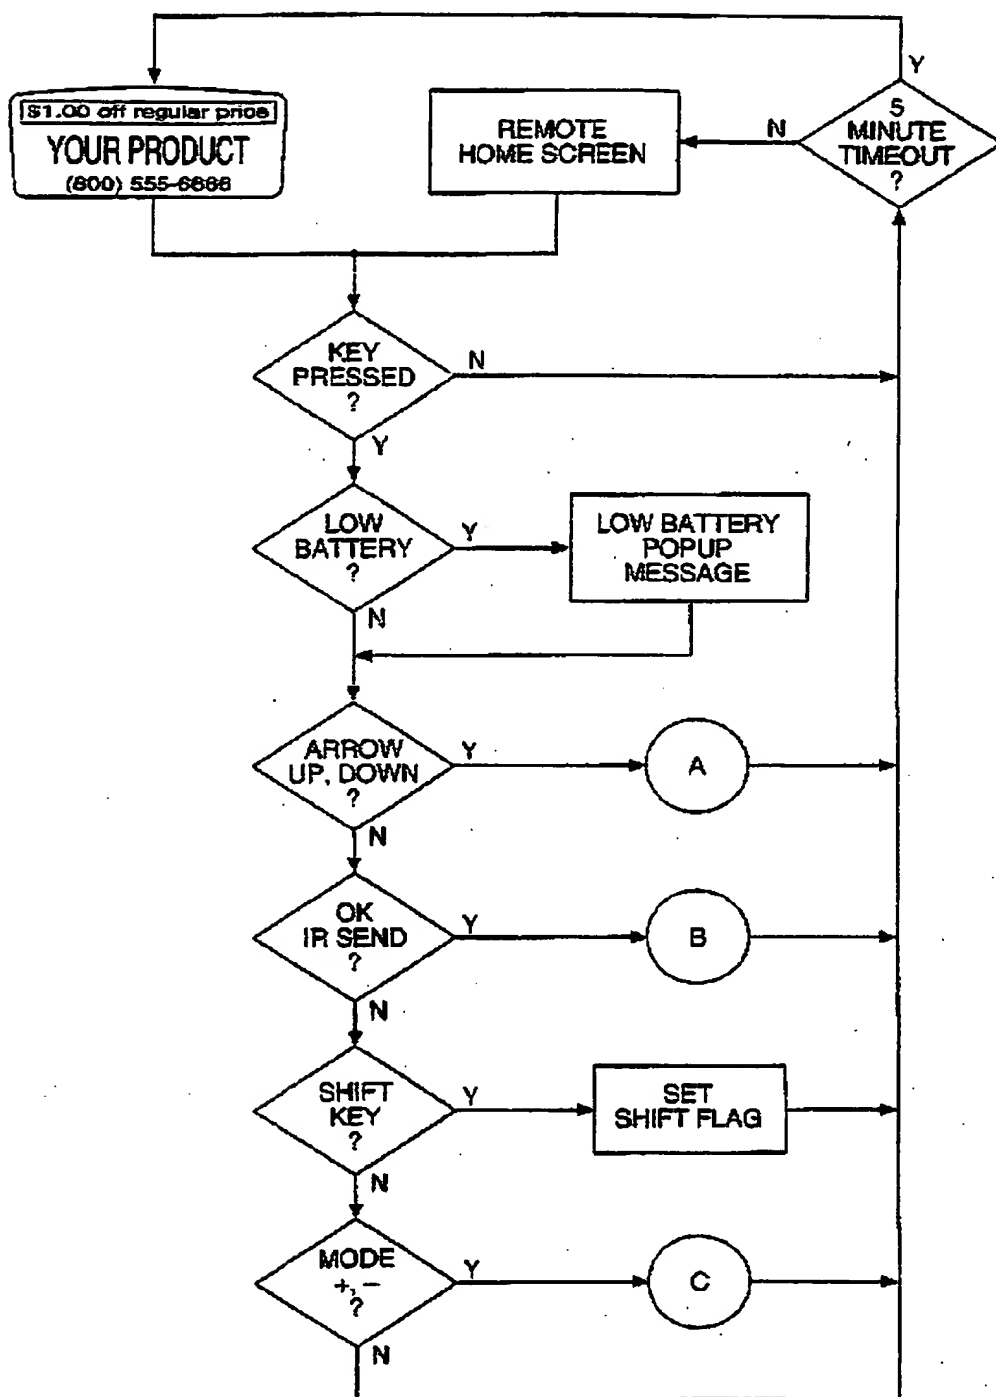 Y
5
MINUTE
TIMEOUT
?
N
REMOTE
HOME SCREEN
$1.00 off regular price
YOUR PRODUCT
(800) 555-6666
KEY
PRESSED
?
N
Y
LOW
BATTERY
?
Y
LOW BATTERY
POPUP
MESSAGE
N
ARROW
UP, DOWN
?
Y
A
N
OK
IR SEND
?
Y
B
N
SHIFT
KEY
?
Y
SET
SHIFT FLAG
N
MODE
+, −
?
Y
C
N